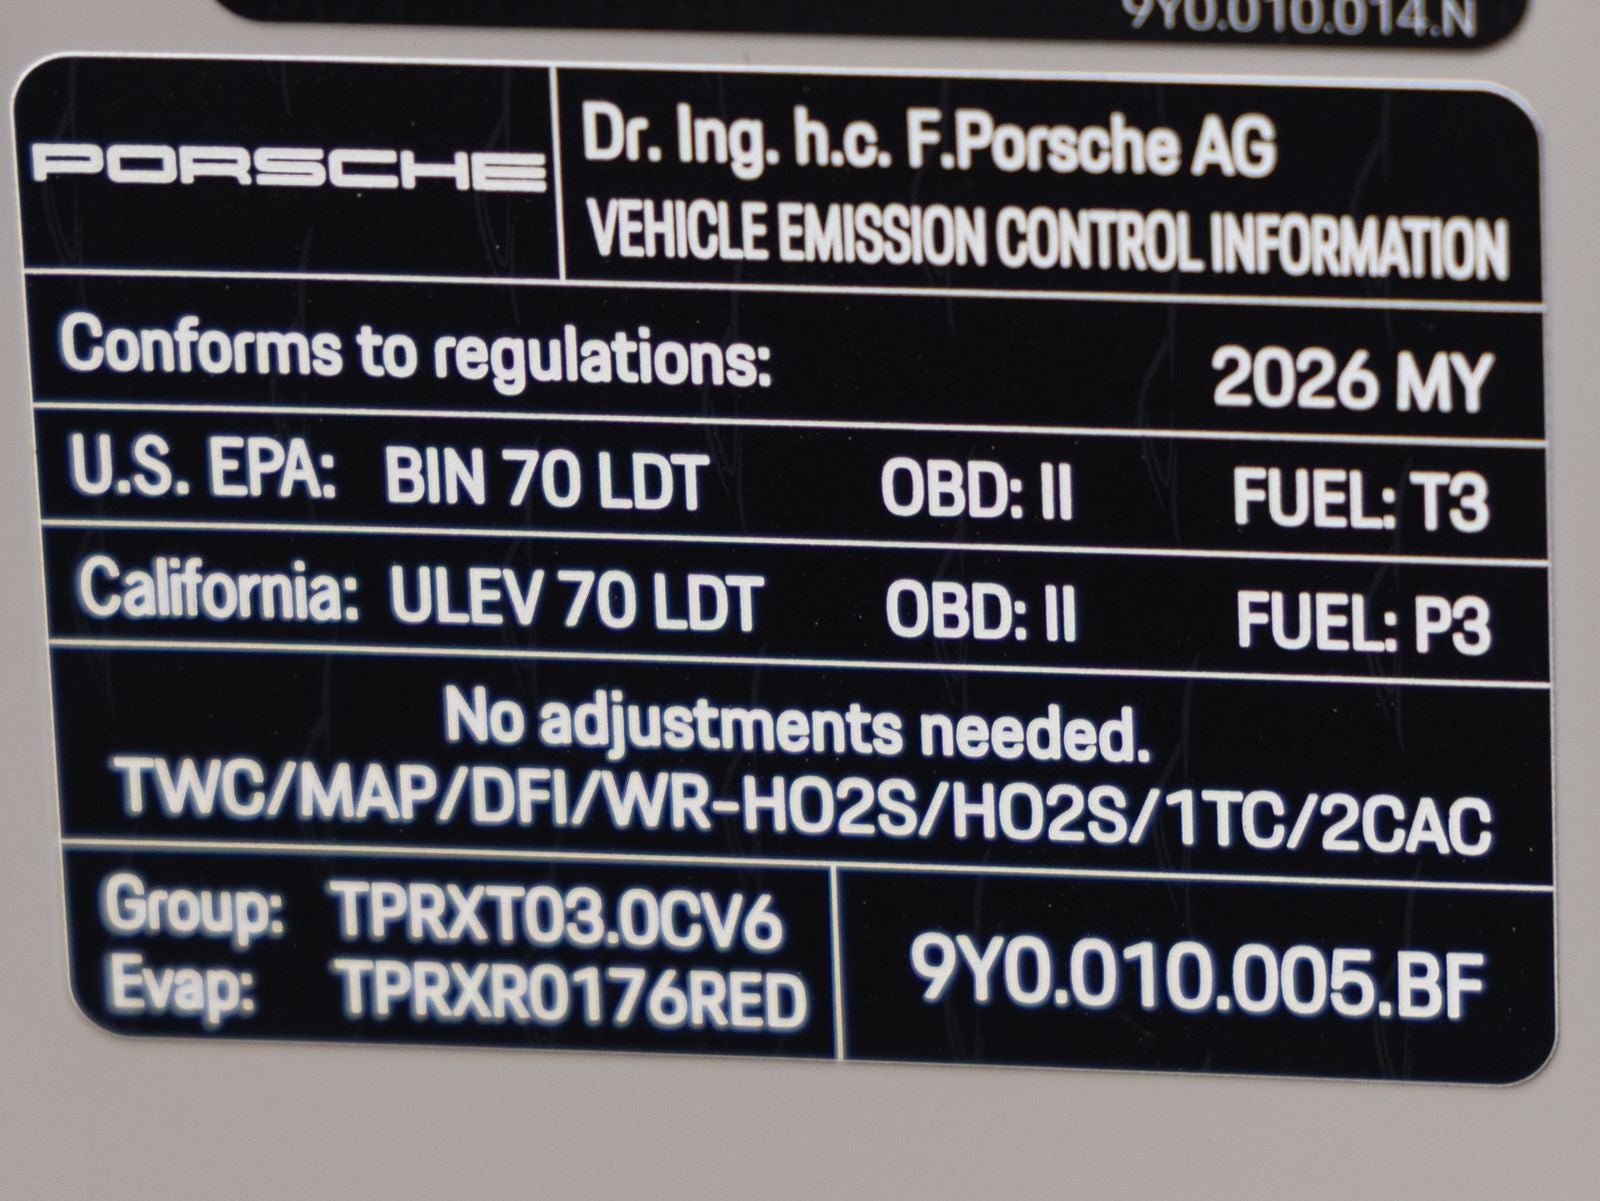 9Y0.010.014.N
PORSCHE
Dr. Ing. h.c. F.Porsche AG
VEHICLE EMISSION CONTROL INFORMATION
Conforms to regulations: 2026 MY
U.S. EPA: BIN 70 LDT OBD: II FUEL: T3
California: ULEV 70 LDT OBD: II FUEL: P3
No adjustments needed.
TWC/MAP/DFI/WR-HO2S/HO2S/1TC/2CAC
Group: TPRXT03.0CV6
Evap: TPRXR0176RED
9Y0.010.005.BF